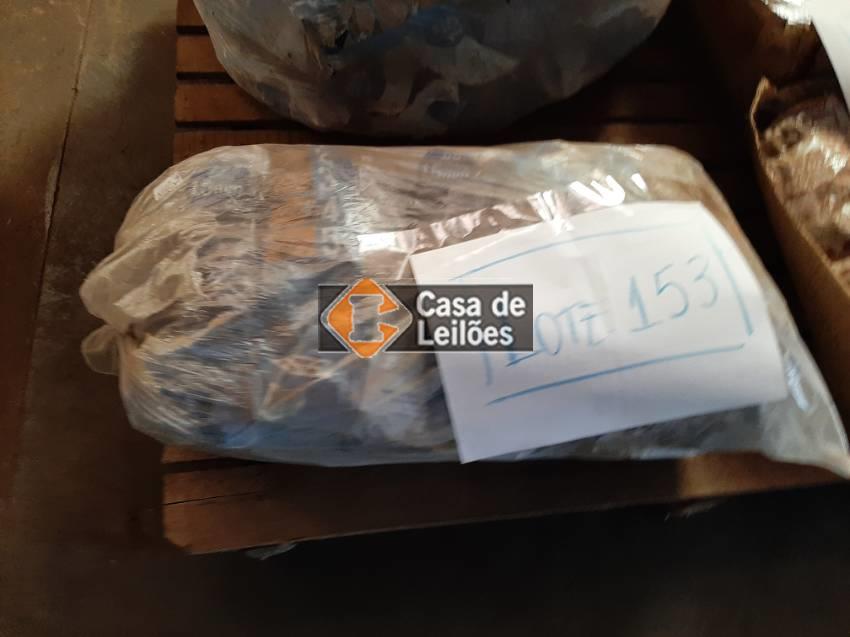 Casa de
Leilões
LOTE 153